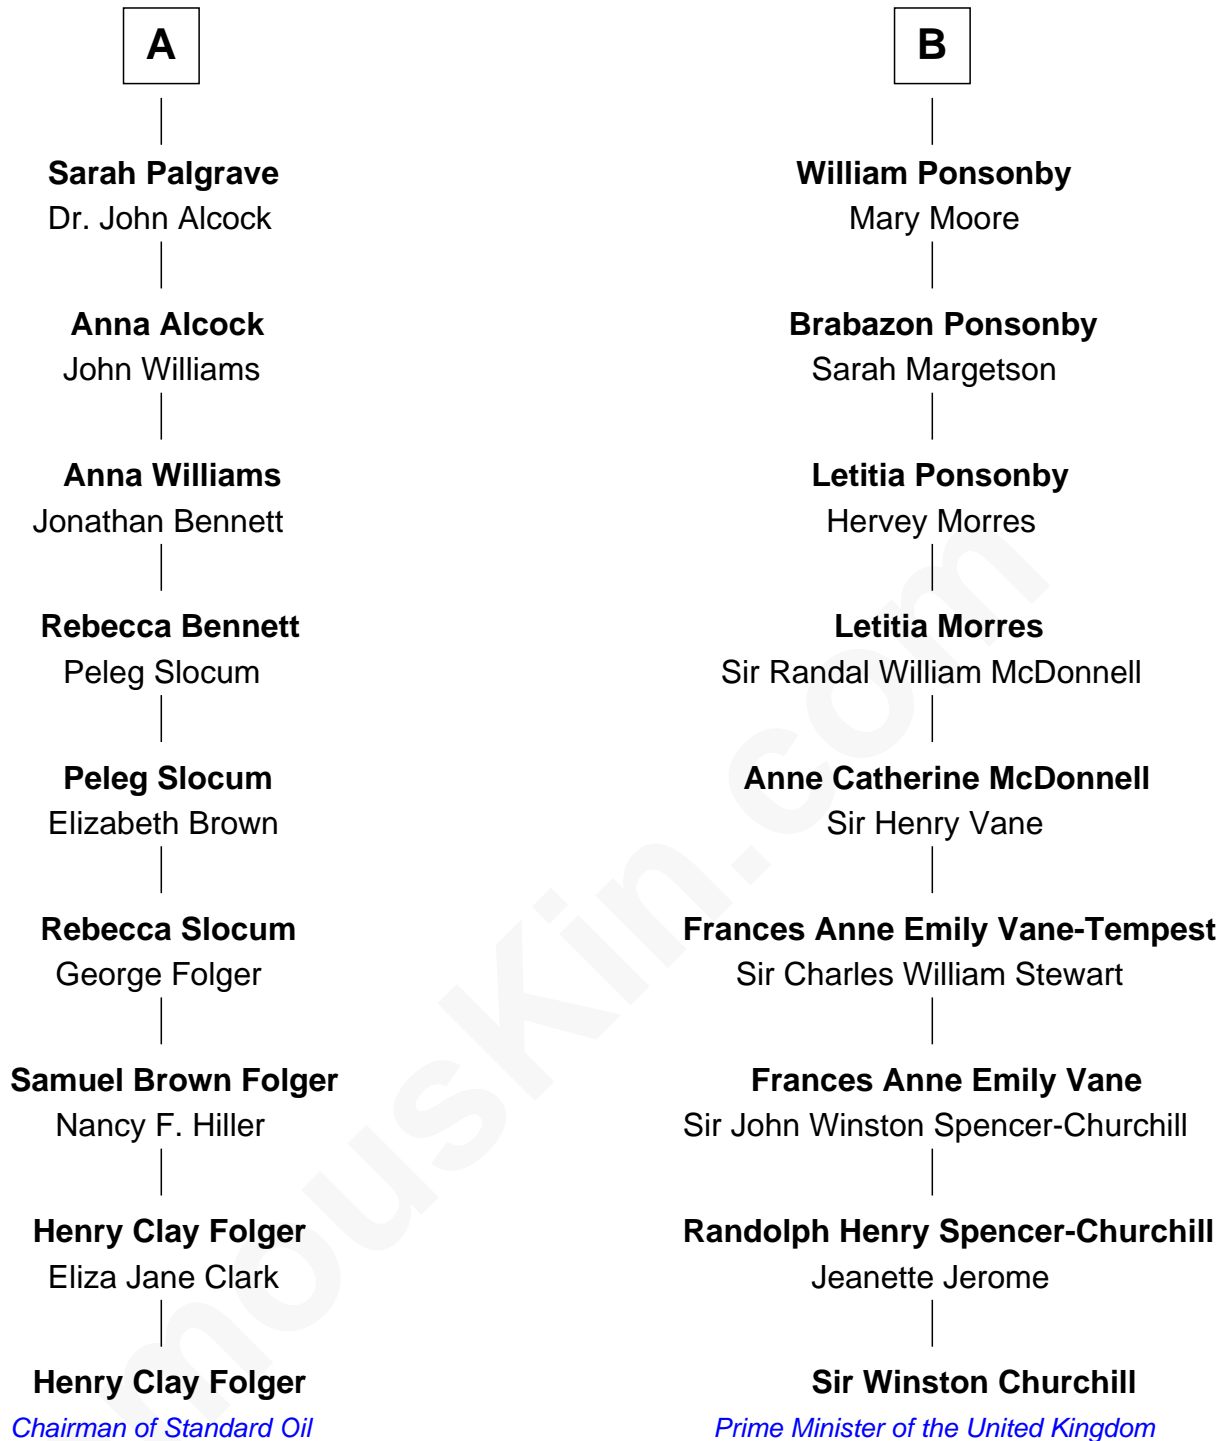 A
Sarah Palgrave
Dr. John Alcock
Anna Alcock
John Williams
Anna Williams
Jonathan Bennett
Rebecca Bennett
Peleg Slocum
Peleg Slocum
Elizabeth Brown
Rebecca Slocum
George Folger
Samuel Brown Folger
Nancy F. Hiller
Henry Clay Folger
Eliza Jane Clark
Henry Clay Folger
Chairman of Standard Oil
B
William Ponsonby
Mary Moore
Brabazon Ponsonby
Sarah Margetson
Letitia Ponsonby
Hervey Morres
Letitia Morres
Sir Randal William McDonnell
Anne Catherine McDonnell
Sir Henry Vane
Frances Anne Emily Vane-Tempest
Sir Charles William Stewart
Frances Anne Emily Vane
Sir John Winston Spencer-Churchill
Randolph Henry Spencer-Churchill
Jeanette Jerome
Sir Winston Churchill
Prime Minister of the United Kingdom
mousKin.com